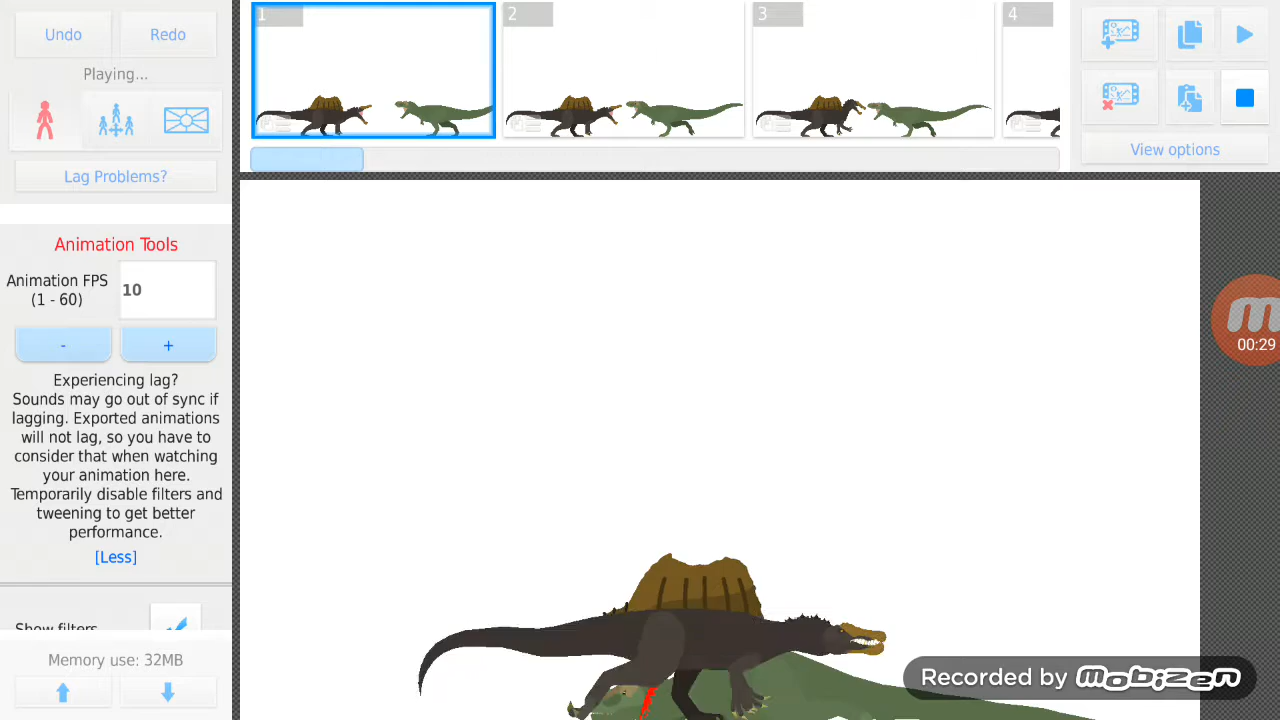 Undo Redo
Playing...
Lag Problems?
Animation Tools
Animation FPS
(1 - 60)
10
- +
Experiencing lag?
Sounds may go out of sync if
lagging. Exported animations
will not lag, so you have to
consider that when watching
your animation here.
Temporarily disable filters and
tweening to get better
performance.
[Less]
Show filters
Memory use: 32MB
1 2 3 4
View options
00:29
Recorded by mobizen